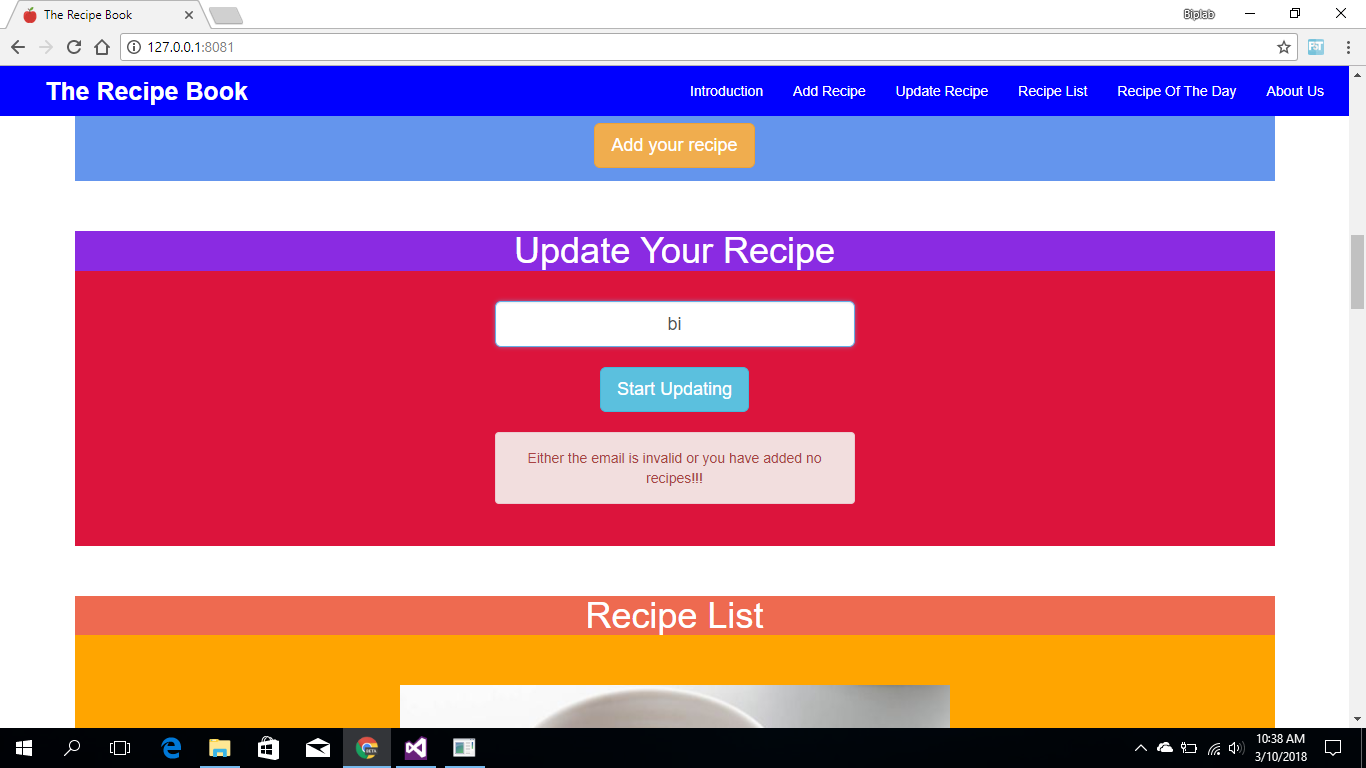 The Recipe Book
Biplab
127.0.0.1:8081
The Recipe Book
Introduction
Add Recipe
Update Recipe
Recipe List
Recipe Of The Day
About Us
Add your recipe
Update Your Recipe
bi
Start Updating
Either the email is invalid or you have added no
recipes!!!
Recipe List
10:38 AM
3/10/2018